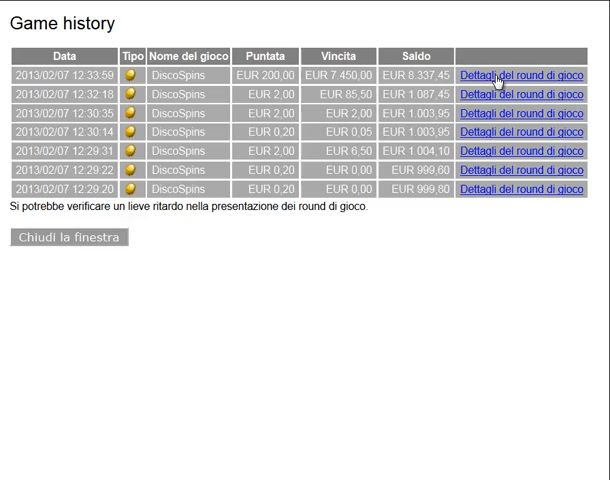 Game history
Data Tipo Nome del gioco Puntata Vincita Saldo
2013/02/07 12:33:59 DiscoSpins EUR 200,00 EUR 7 450,00 EUR 8 337,45 Dettagli del round di gioco
2013/02/07 12:32:18 DiscoSpins EUR 2,00 EUR 85,50 EUR 1 087,45 Dettagli del round di gioco
2013/02/07 12:30:35 DiscoSpins EUR 2,00 EUR 2,00 EUR 1 003,95 Dettagli del round di gioco
2013/02/07 12:30:14 DiscoSpins EUR 0,20 EUR 0,05 EUR 1 003,95 Dettagli del round di gioco
2013/02/07 12:29:31 DiscoSpins EUR 2,00 EUR 6,50 EUR 1 004,10 Dettagli del round di gioco
2013/02/07 12:29:22 DiscoSpins EUR 0,20 EUR 0,00 EUR 999,60 Dettagli del round di gioco
2013/02/07 12:29:20 DiscoSpins EUR 0,20 EUR 0,00 EUR 999,80 Dettagli del round di gioco
Si potrebbe verificare un lieve ritardo nella presentazione dei round di gioco.
Chiudi la finestra